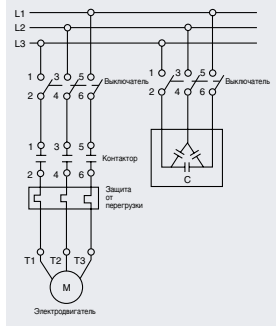 L1
L2
L3
1 3 5 Выключатель
2 4 6
1 3 5 Выключатель
2 4 6
1 3 5 Контактор
2 4 6
C
Защита
от
перегрузки
T1 T2 T3
M
Электродвигатель